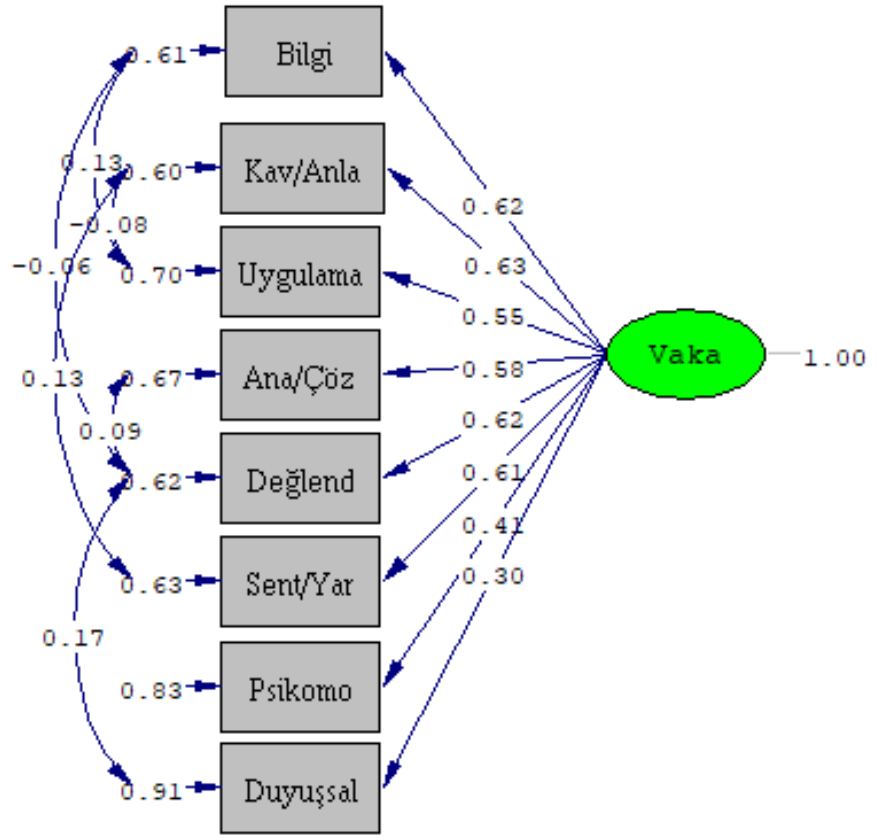 0.61 Bilgi
0.62
0.13 0.60 Kav/Anla
0.63
-0.08
-0.06 0.70 Uygulama
0.55
Vaka 1.00
0.13 0.67 Ana/Çöz 0.58
0.62
0.09
0.62 Değlend
0.61
0.41
0.63 Sent/Yar 0.30
0.17
0.83 Psikomo
0.91 Duyuşsal